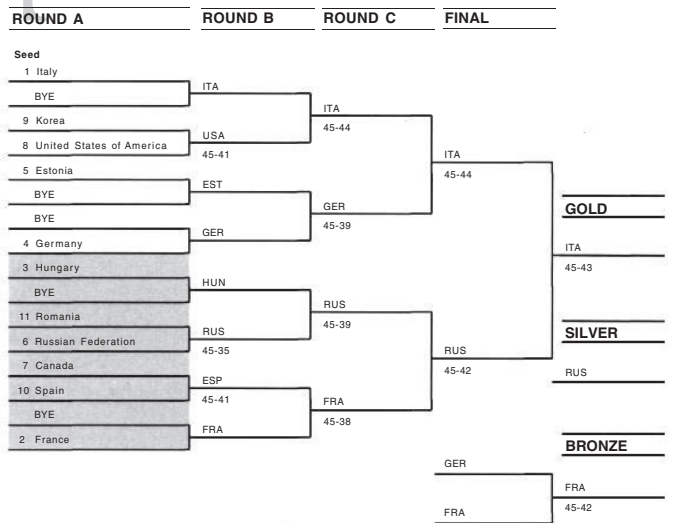 ROUND A ROUND B ROUND C FINAL
Seed
1 Italy
BYE
9 Korea
8 United States of America
5 Estonia
BYE
BYE
4 Germany
3 Hungary
BYE
11 Romania
6 Russian Federation
7 Canada
10 Spain
BYE
2 France
ITA
USA
45-41
EST
GER
HUN
RUS
45-35
ESP
45-41
FRA
ITA
45-44
GER
45-39
RUS
45-39
FRA
45-38
ITA
45-44
RUS
45-42
GOLD
ITA
45-43
SILVER
RUS
BRONZE
GER
FRA
FRA
45-42